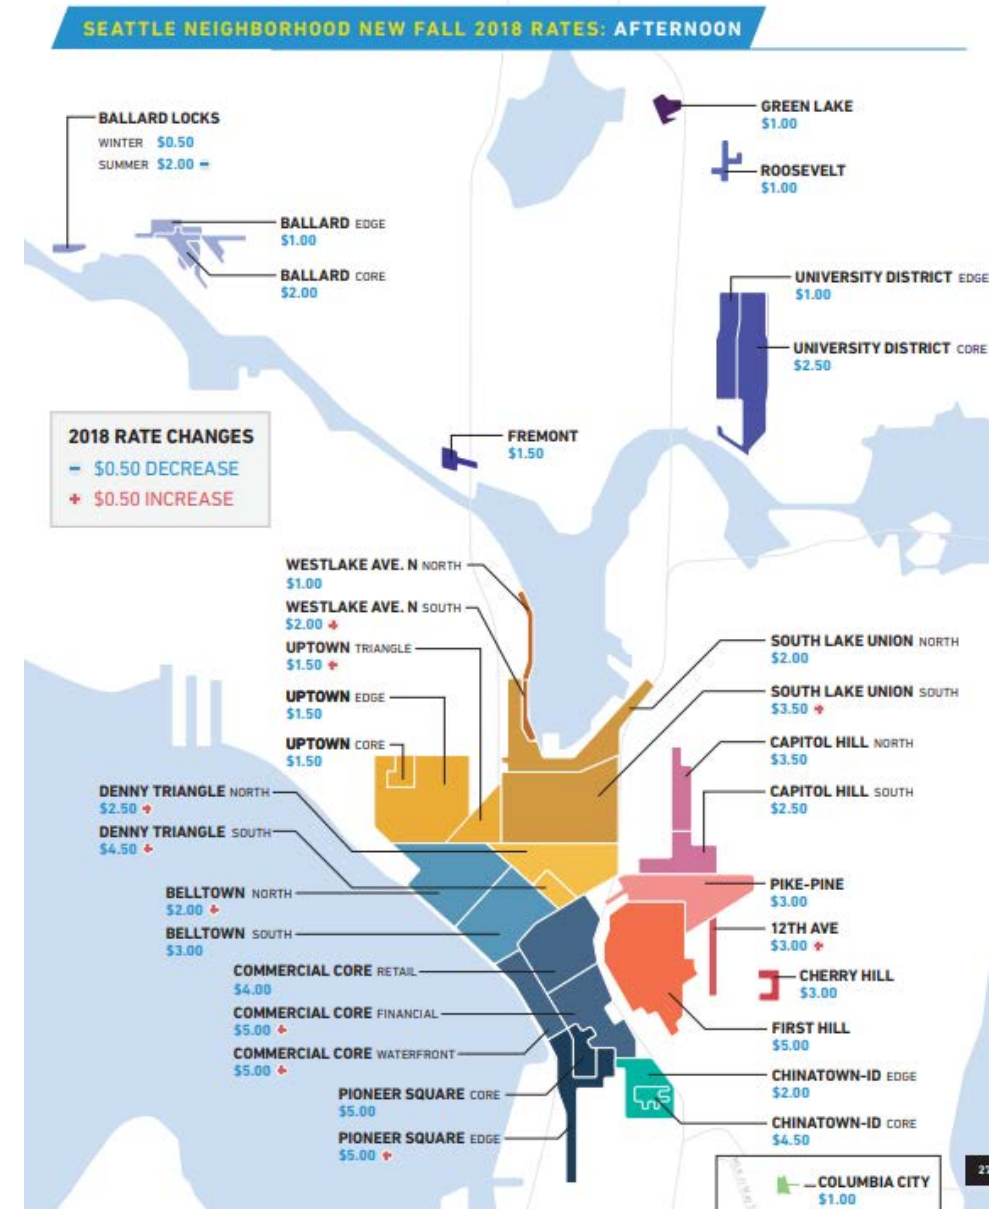 SEATTLE NEIGHBORHOOD NEW FALL 2018 RATES: AFTERNOON
BALLARD LOCKS
WINTER $0.50
SUMMER $2.00 –
GREEN LAKE
$1.00
ROOSEVELT
$1.00
BALLARD EDGE
$1.00
BALLARD CORE
$2.00
UNIVERSITY DISTRICT EDGE
$1.00
UNIVERSITY DISTRICT CORE
$2.50
2018 RATE CHANGES
– $0.50 DECREASE
+ $0.50 INCREASE
FREMONT
$1.50
WESTLAKE AVE. N NORTH
$1.00
WESTLAKE AVE. N SOUTH
$2.00 +
UPTOWN TRIANGLE
$1.50 +
UPTOWN EDGE
$1.50
UPTOWN CORE
$1.50
DENNY TRIANGLE NORTH
$2.50 +
DENNY TRIANGLE SOUTH
$4.50 +
BELLTOWN NORTH
$2.00 +
BELLTOWN SOUTH
$3.00
COMMERCIAL CORE RETAIL
$4.00
COMMERCIAL CORE FINANCIAL
$5.00 +
COMMERCIAL CORE WATERFRONT
$5.00 +
PIONEER SQUARE CORE
$5.00
PIONEER SQUARE EDGE
$5.00 +
SOUTH LAKE UNION NORTH
$2.00
SOUTH LAKE UNION SOUTH
$3.50 +
CAPITOL HILL NORTH
$3.50
CAPITOL HILL SOUTH
$2.50
PIKE-PINE
$3.00
12TH AVE
$3.00 +
CHERRY HILL
$3.00
FIRST HILL
$5.00
CHINATOWN-ID EDGE
$2.00
CHINATOWN-ID CORE
$4.50
27
COLUMBIA CITY
$1.00